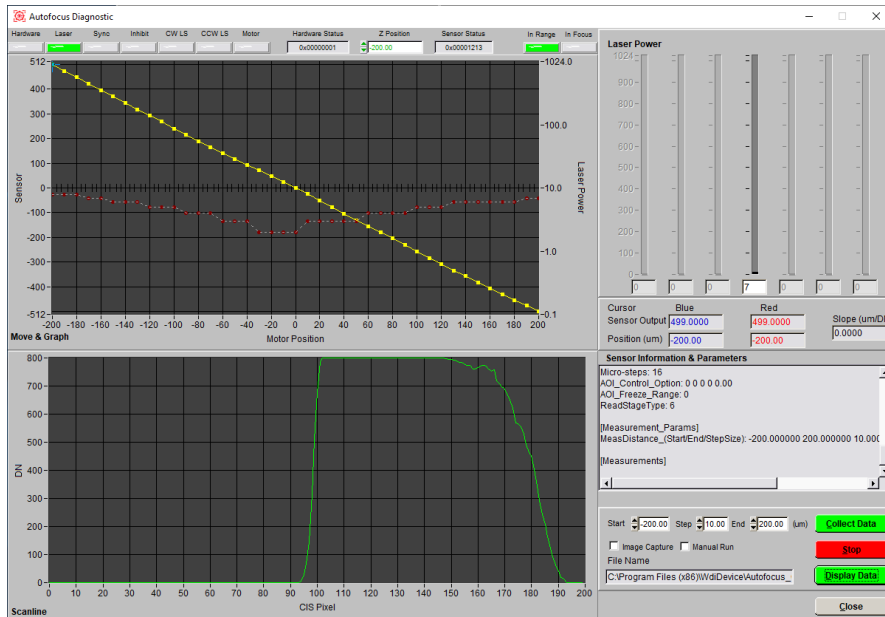 Autofocus Diagnostic
Hardware Laser Sync Inhibit CW LS CCW LS Motor Hardware Status Z Position Sensor Status In Range In Focus
0x00000001 -200.00 0x00001213
Laser Power
512 400 300 200 100 0 -100 -200 -300 -400 -512
Sensor
1024.0 100.0 10.0 1.0 0.1
Laser Power
-200 -180 -160 -140 -120 -100 -80 -60 -40 -20 0 20 40 60 80 100 120 140 160 180 200
Motor Position
Move & Graph
1024 900 800 700 600 500 400 300 200 100 0
0 0 0 7 0 0 0
Cursor Blue Red
Sensor Output 499.0000 499.0000 Slope (um/D
Position (um) -200.00 -200.00 0.0000
800 700 600 500 400 300 200 100 0
DN
0 10 20 30 40 50 60 70 80 90 100 110 120 130 140 150 160 170 180 190 200
CIS Pixel
Scanline
Sensor Information & Parameters
Micro-steps: 16
AOI_Control_Option: 0 0 0 0 0.00
AOI_Freeze_Range: 0
ReadStageType: 6
[Measurement_Params]
MeasDistance_(Start/End/StepSize): -200.000000 200.000000 10.000
[Measurements]
Start -200.00 Step 10.00 End 200.00 (um) Collect Data
Image Capture Manual Run Stop
File Name
C:\Program Files (x86)\WdiDevice\Autofocus_ Display Data
Close